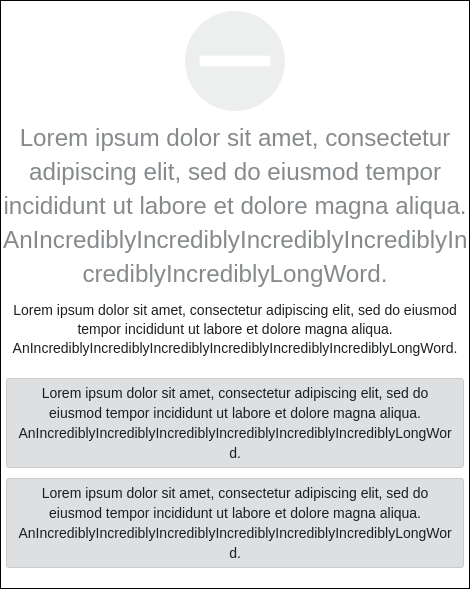 Lorem ipsum dolor sit amet, consectetur
adipiscing elit, sed do eiusmod tempor
incididunt ut labore et dolore magna aliqua.
AnIncrediblyIncrediblyIncrediblyIncrediblyIn
crediblyIncrediblyLongWord.
Lorem ipsum dolor sit amet, consectetur adipiscing elit, sed do eiusmod
tempor incididunt ut labore et dolore magna aliqua.
AnIncrediblyIncrediblyIncrediblyIncrediblyIncrediblyIncrediblyLongWord.
Lorem ipsum dolor sit amet, consectetur adipiscing elit, sed do
eiusmod tempor incididunt ut labore et dolore magna aliqua.
AnIncrediblyIncrediblyIncrediblyIncrediblyIncrediblyIncrediblyLongWor
d.
Lorem ipsum dolor sit amet, consectetur adipiscing elit, sed do
eiusmod tempor incididunt ut labore et dolore magna aliqua.
AnIncrediblyIncrediblyIncrediblyIncrediblyIncrediblyIncrediblyLongWor
d.